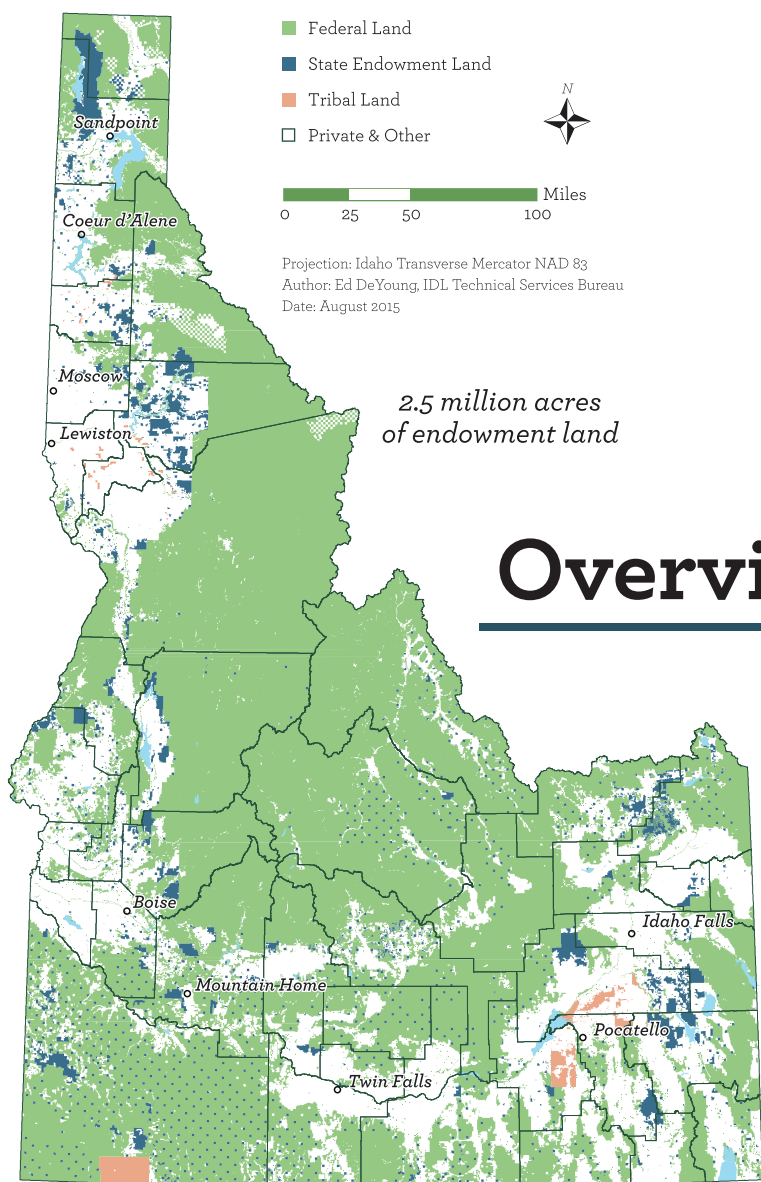 Federal Land
State Endowment Land
Tribal Land
Private & Other
N
Miles
0 25 50 100
Projection: Idaho Transverse Mercator NAD 83
Author: Ed DeYoung, IDL Technical Services Bureau
Date: August 2015
2.5 million acres
of endowment land
Overvi
Sandpoint
Coeur d'Alene
Moscow
Lewiston
Boise
Idaho Falls
Mountain Home
Pocatello
Twin Falls